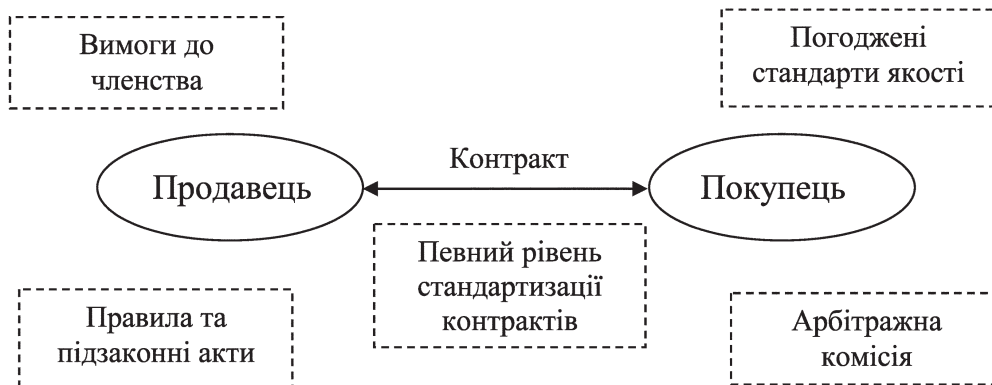 Вимоги до
членства
Погоджені
стандарти якості
Контракт
Продавець
Покупець
Певний рівень
стандартизації
контрактів
Правила та
підзаконні акти
Арбітражна
комісія